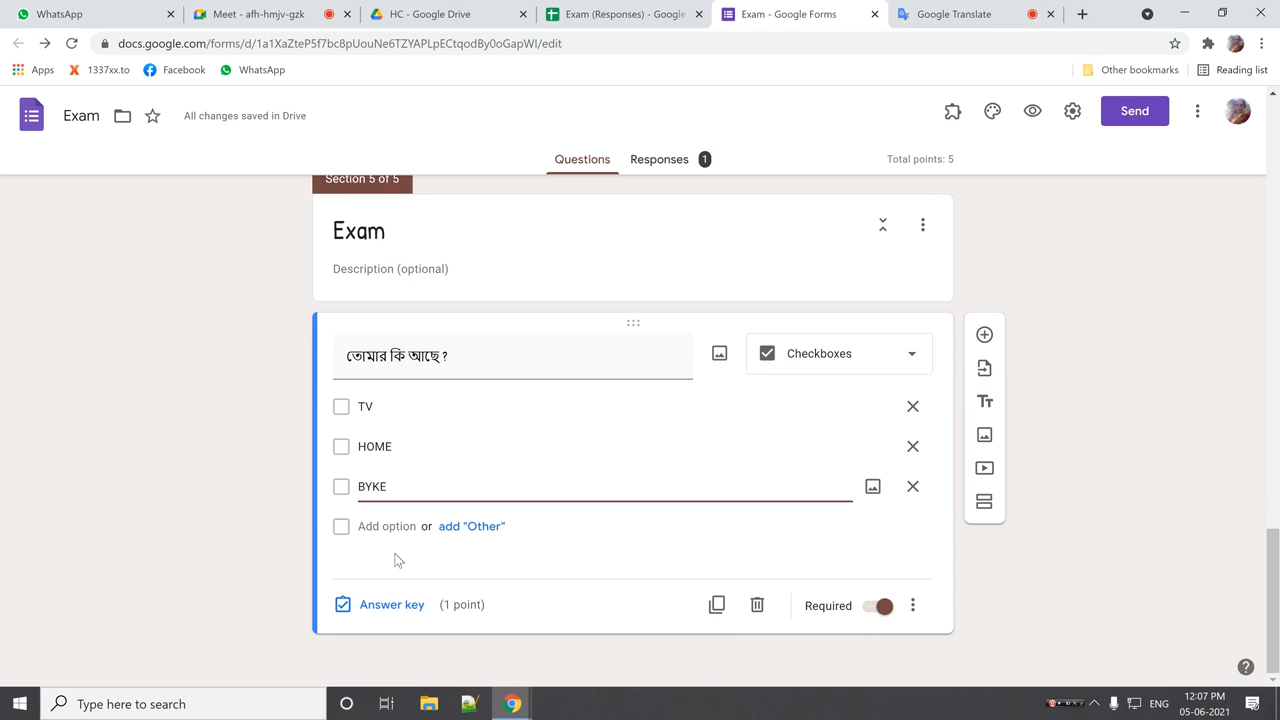 WhatsApp
Meet - afh-hmjv-gzk
HC - Google Drive
Exam (Responses) - Google
Exam - Google Forms
Google Translate
docs.google.com/forms/d/1a1XaZteP5f7bc8pUouNe6TZYAPLpECtqodBy0oGapWI/edit
Apps
1337xx.to
Facebook
WhatsApp
Other bookmarks
Reading list
Exam
All changes saved in Drive
Send
Questions
Responses 1
Total points: 5
Section 5 of 5
Exam
Description (optional)
তোমার কি আছে ?
Checkboxes
TV
HOME
BYKE
Add option or add "Other"
Answer key (1 point)
Required
Type here to search
ENG
12:07 PM
05-06-2021